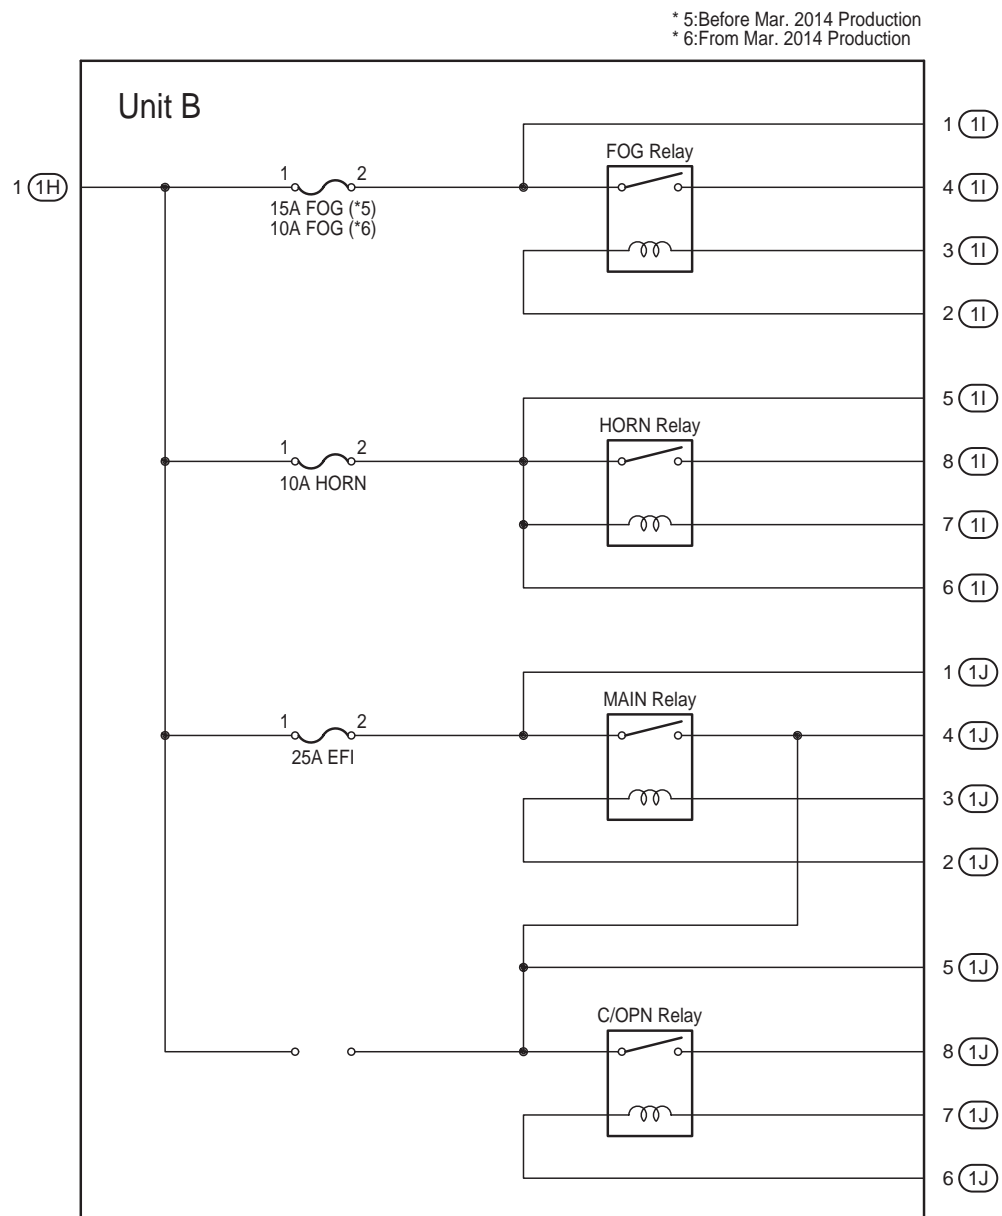 * 5:Before Mar. 2014 Production
* 6:From Mar. 2014 Production
Unit B
1 1H
1 2
15A FOG (*5)
10A FOG (*6)
FOG Relay
1 1I
4 1I
3 1I
2 1I
1 2
10A HORN
HORN Relay
5 1I
8 1I
7 1I
6 1I
1 2
25A EFI
MAIN Relay
1 1J
4 1J
3 1J
2 1J
5 1J
C/OPN Relay
8 1J
7 1J
6 1J